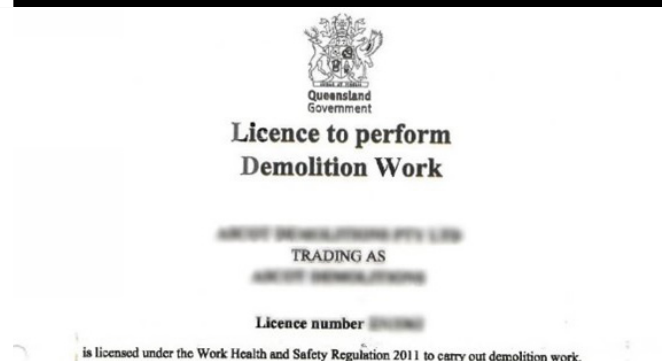 Queensland
Government
Licence to perform
Demolition Work
TRADING AS
Licence number
is licensed under the Work Health and Safety Regulation 2011 to carry out demolition work.